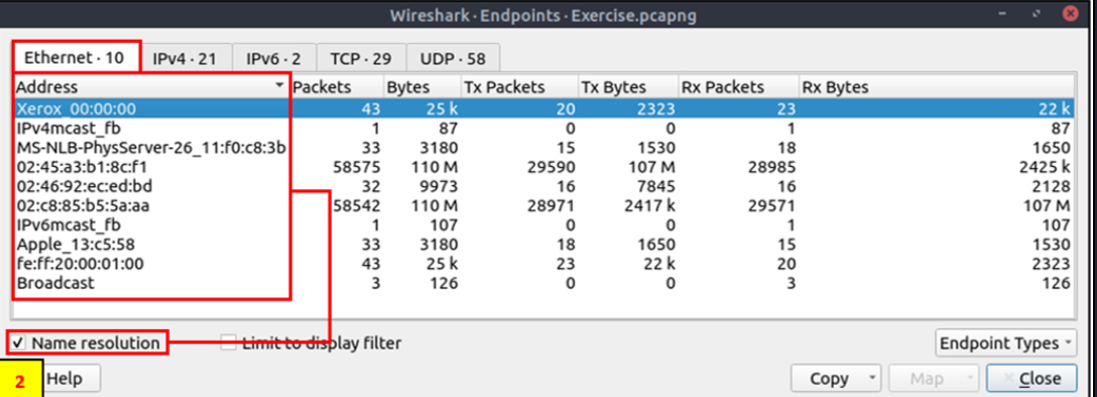 Wireshark · Endpoints · Exercise.pcapng
Ethernet · 10 IPv4 · 21 IPv6 · 2 TCP · 29 UDP · 58
Address Packets Bytes Tx Packets Tx Bytes Rx Packets Rx Bytes
Xerox_00:00:00 43 25 k 20 2323 23 22 k
IPv4mcast_fb 1 87 0 0 1 87
MS-NLB-PhysServer-26_11:f0:c8:3b 33 3180 15 1530 18 1650
02:45:a3:b1:8c:f1 58575 110 M 29590 107 M 28985 2425 k
02:46:92:ec:ed:bd 32 9973 16 7845 16 2128
02:c8:85:b5:5a:aa 58542 110 M 28971 2417 k 29571 107 M
IPv6mcast_fb 1 107 0 0 1 107
Apple_13:c5:58 33 3180 18 1650 15 1530
fe:ff:20:00:01:00 43 25 k 23 22 k 20 2323
Broadcast 3 126 0 0 3 126
Name resolution Limit to display filter Endpoint Types
2 Help Copy Map Close